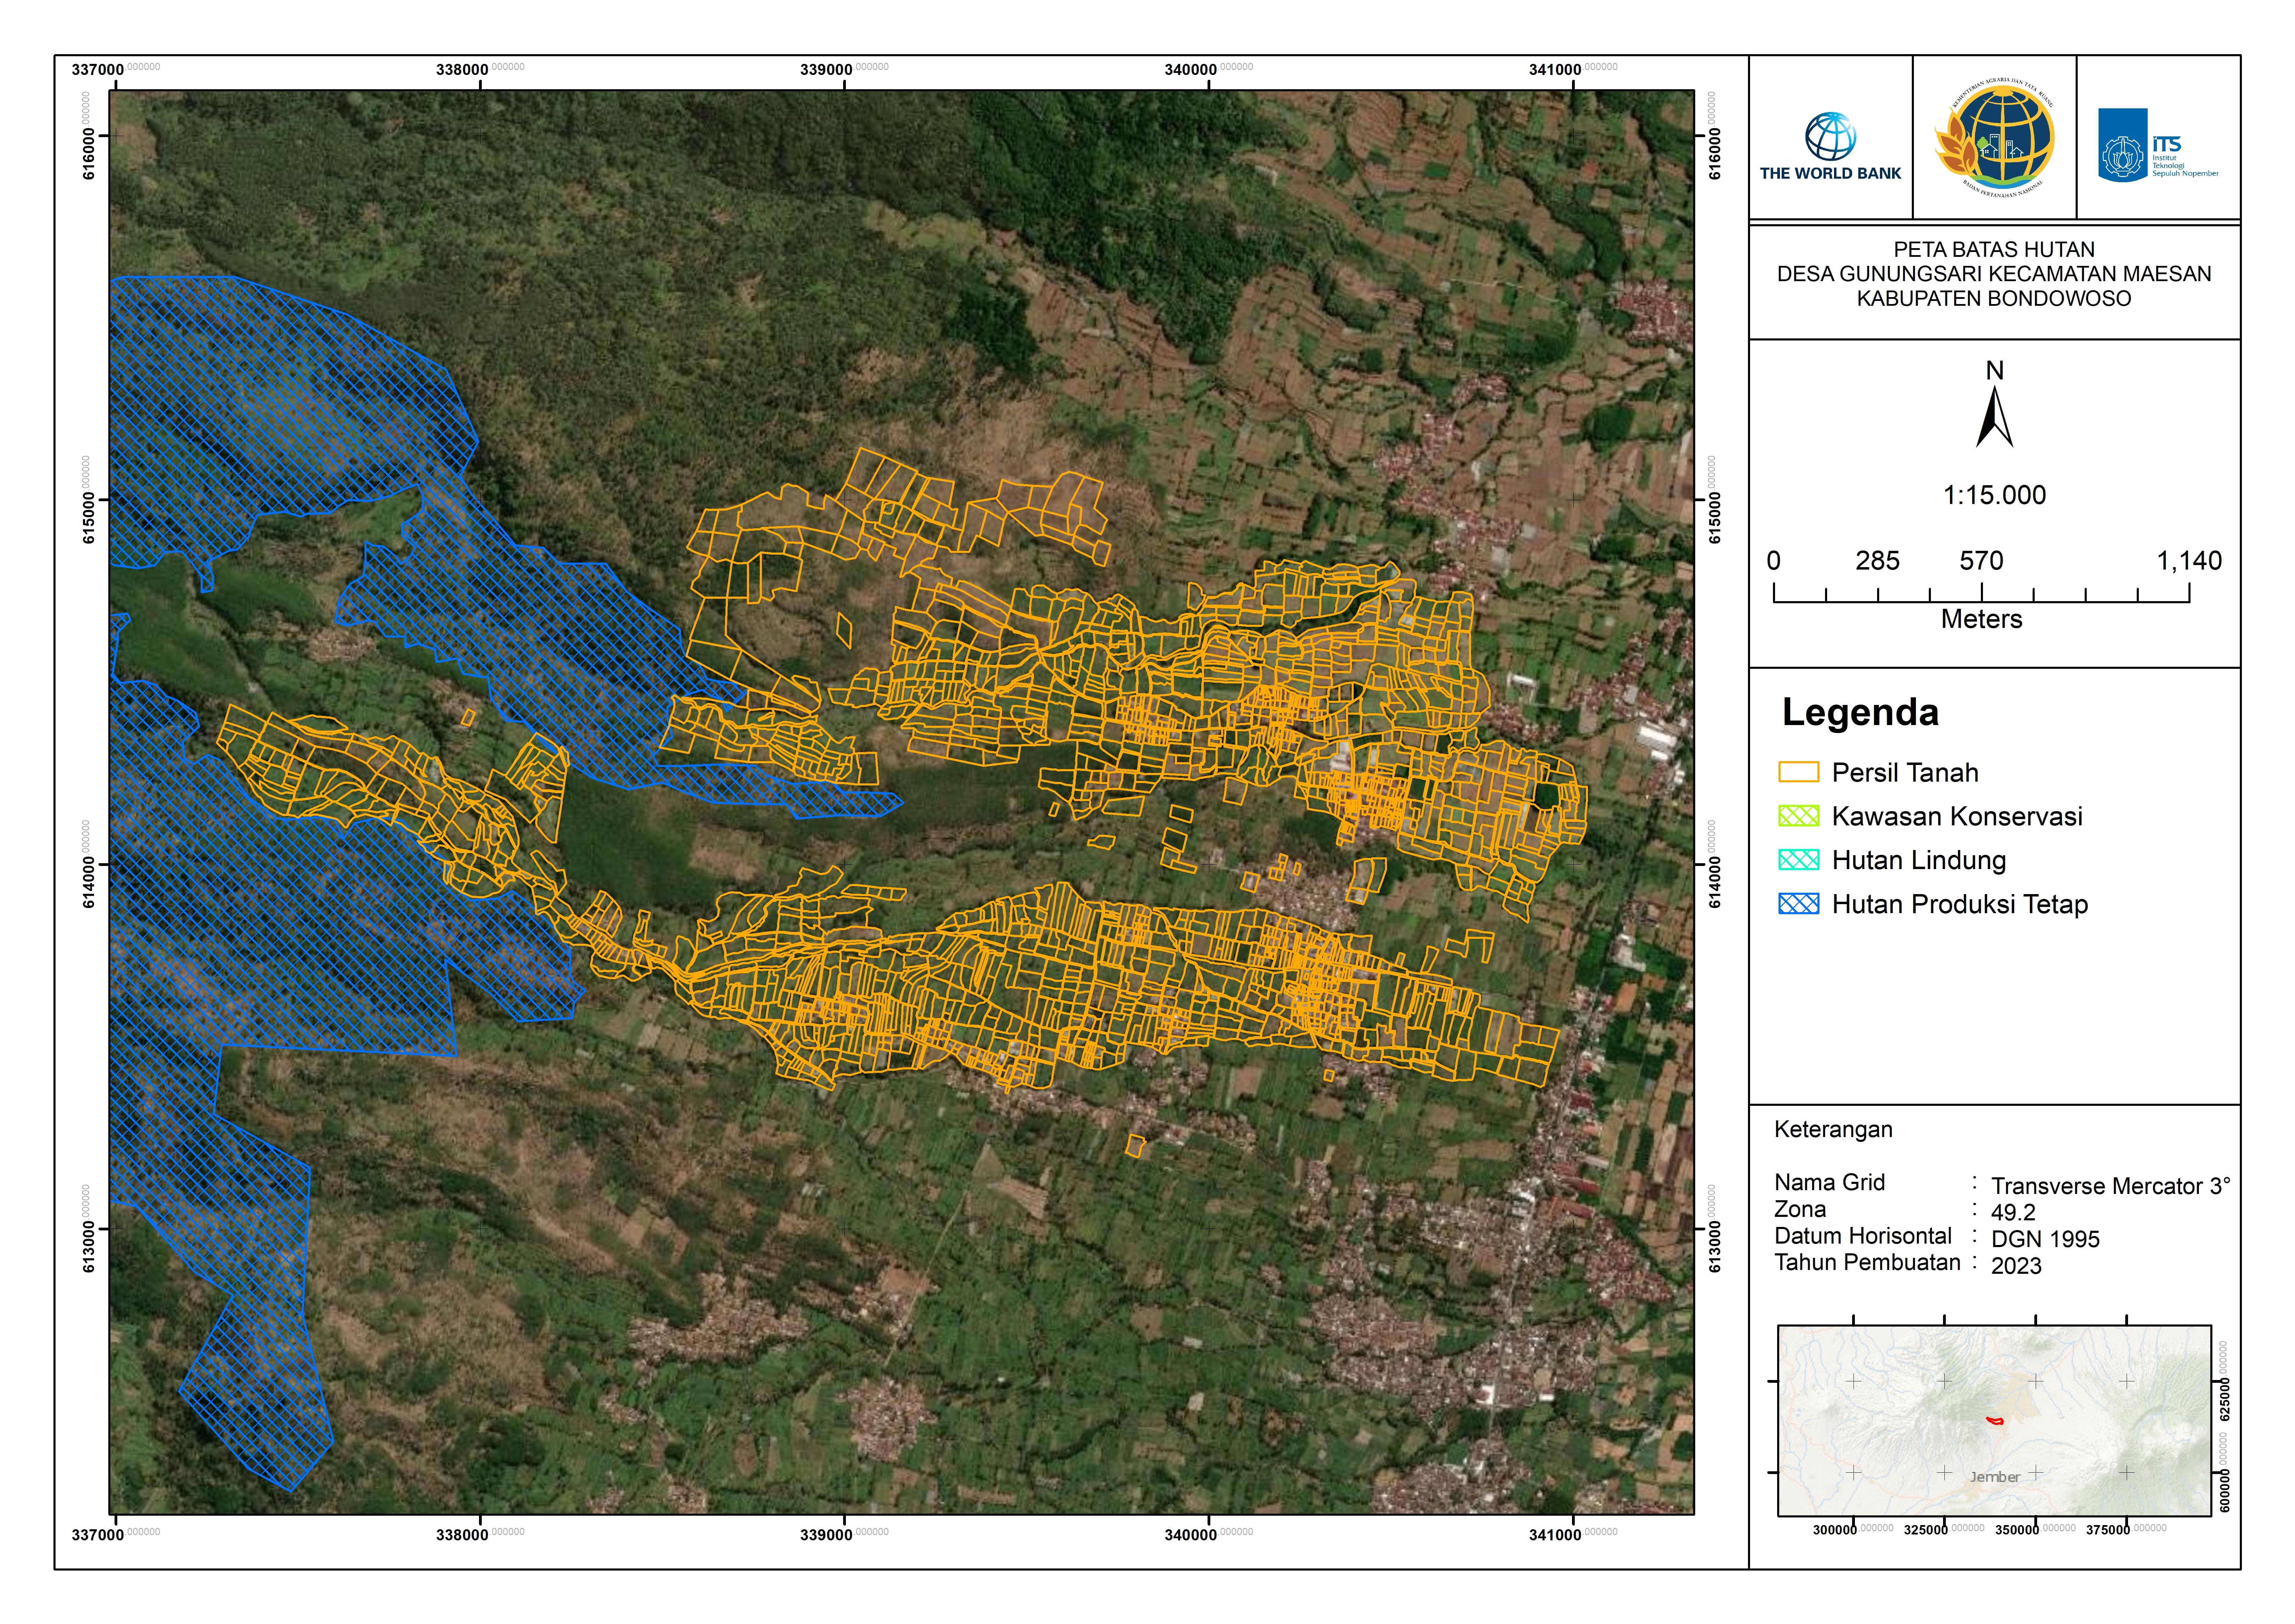 337000.000000 338000.000000 339000.000000 340000.000000 341000.000000
616000.000000
615000.000000
614000.000000
613000.000000
616000.000000
615000.000000
614000.000000
613000.000000
337000.000000 338000.000000 339000.000000 340000.000000 341000.000000
THE WORLD BANK
KEMENTERIAN AGRARIA DAN TATA RUANG
BADAN PERTANAHAN NASIONAL
ITS
Institut
Teknologi
Sepuluh Nopember
PETA BATAS HUTAN
DESA GUNUNGSARI KECAMATAN MAESAN
KABUPATEN BONDOWOSO
N
1:15.000
0 285 570 1,140
Meters
Legenda
Persil Tanah
Kawasan Konservasi
Hutan Lindung
Hutan Produksi Tetap
Keterangan
Nama Grid : Transverse Mercator 3°
Zona : 49.2
Datum Horisontal : DGN 1995
Tahun Pembuatan : 2023
Jember
625000.000000
600000.000000
300000.000000 325000.000000 350000.000000 375000.000000